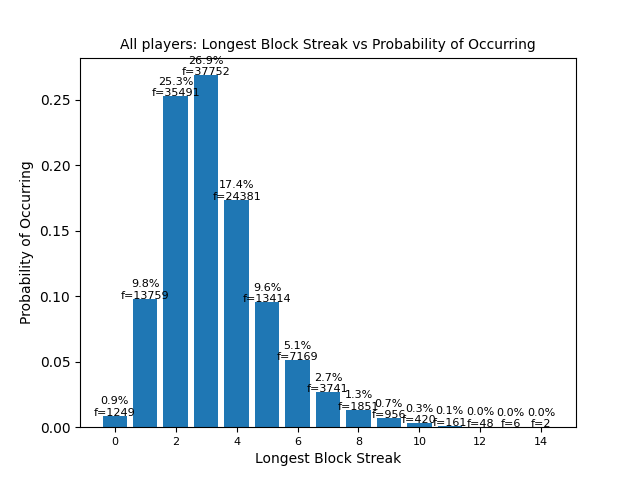 All players: Longest Block Streak vs Probability of Occurring
Probability of Occurring
0.25
0.20
0.15
0.10
0.05
0.00
0.9%
f=1249
9.8%
f=13759
25.3%
f=35491
26.9%
f=37752
17.4%
f=24381
9.6%
f=13414
5.1%
f=7169
2.7%
f=3741
1.3%
f=1851
0.7%
f=956
0.3%
f=420
0.1%
f=161
0.0%
f=48
0.0%
f=6
0.0%
f=2
0 2 4 6 8 10 12 14
Longest Block Streak